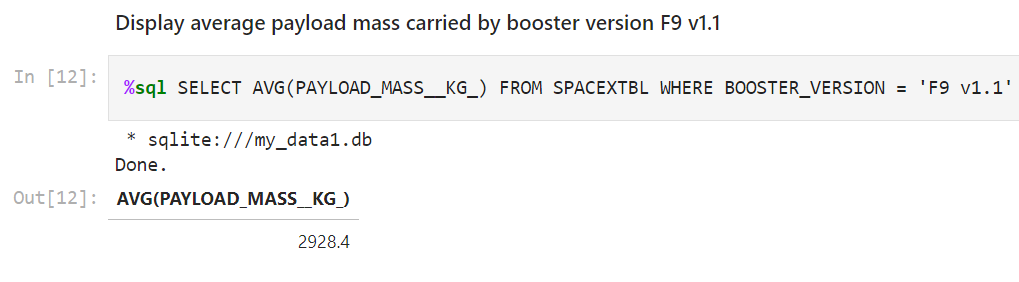 Display average payload mass carried by booster version F9 v1.1
In [12]:
%sql SELECT AVG(PAYLOAD_MASS__KG_) FROM SPACEXTBL WHERE BOOSTER_VERSION = 'F9 v1.1'
* sqlite:///my_data1.db
Done.
Out[12]:
AVG(PAYLOAD_MASS__KG_)
2928.4